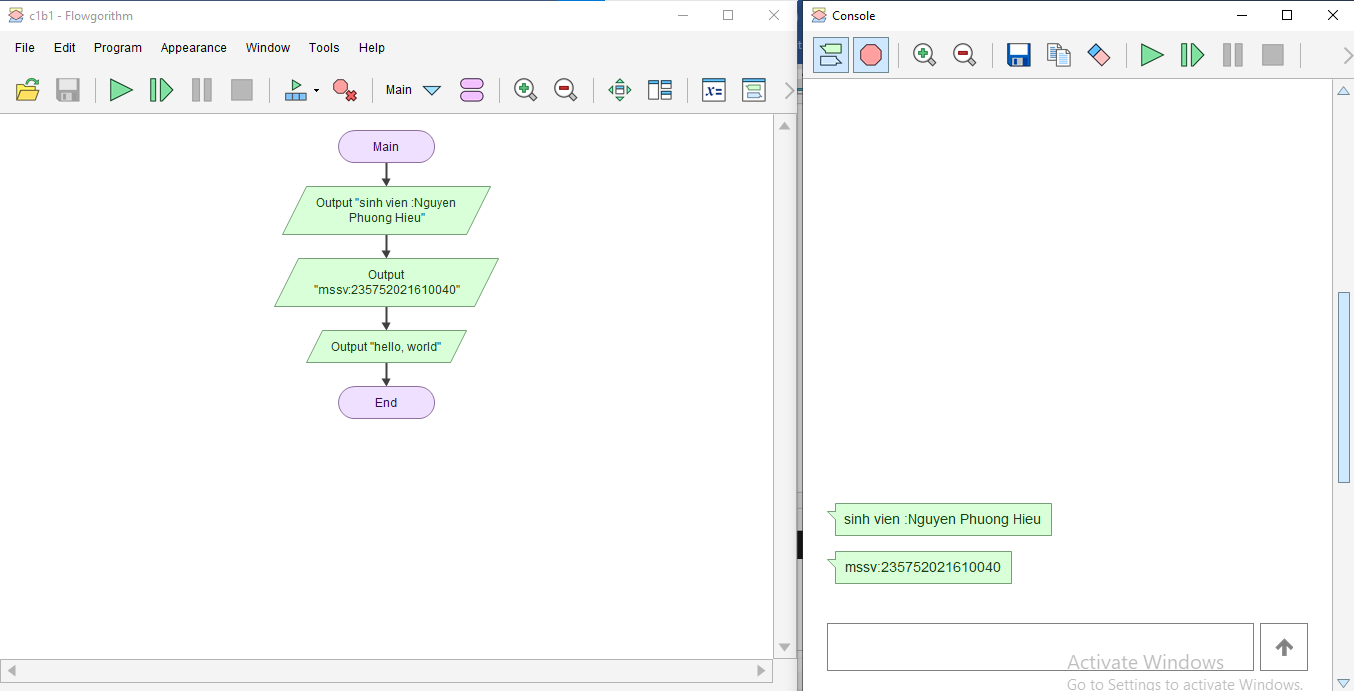 c1b1 - Flowgorithm
File Edit Program Appearance Window Tools Help
Main
x=
Main
Output "sinh vien :Nguyen
Phuong Hieu"
Output
"mssv:235752021610040"
Output "hello, world"
End
Console
sinh vien :Nguyen Phuong Hieu
mssv:235752021610040
Activate Windows
Go to Settings to activate Windows.